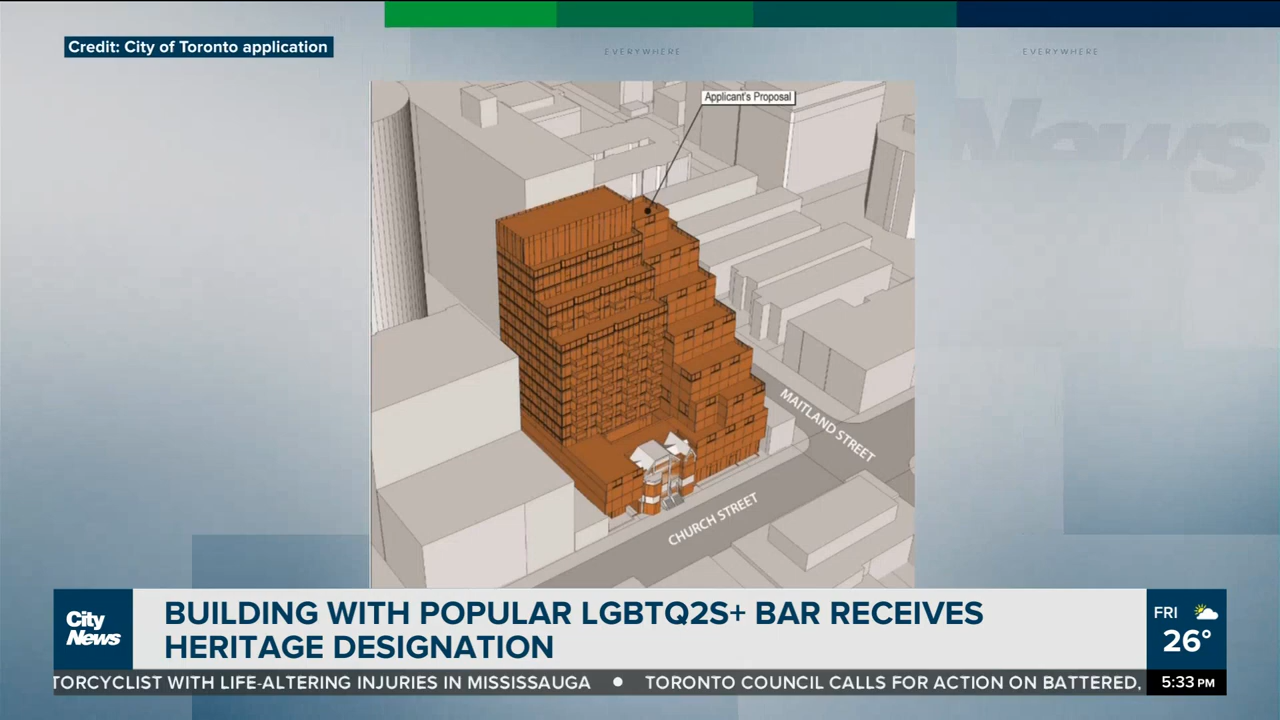 Credit: City of Toronto application
EVERYWHERE
EVERYWHERE
News
Applicant's Proposal
MAITLAND STREET
CHURCH STREET
City
News
BUILDING WITH POPULAR LGBTQ2S+ BAR RECEIVES
HERITAGE DESIGNATION
FRI
26°
TORCYCLIST WITH LIFE-ALTERING INJURIES IN MISSISSAUGA • TORONTO COUNCIL CALLS FOR ACTION ON BATTERED,
5:33 PM